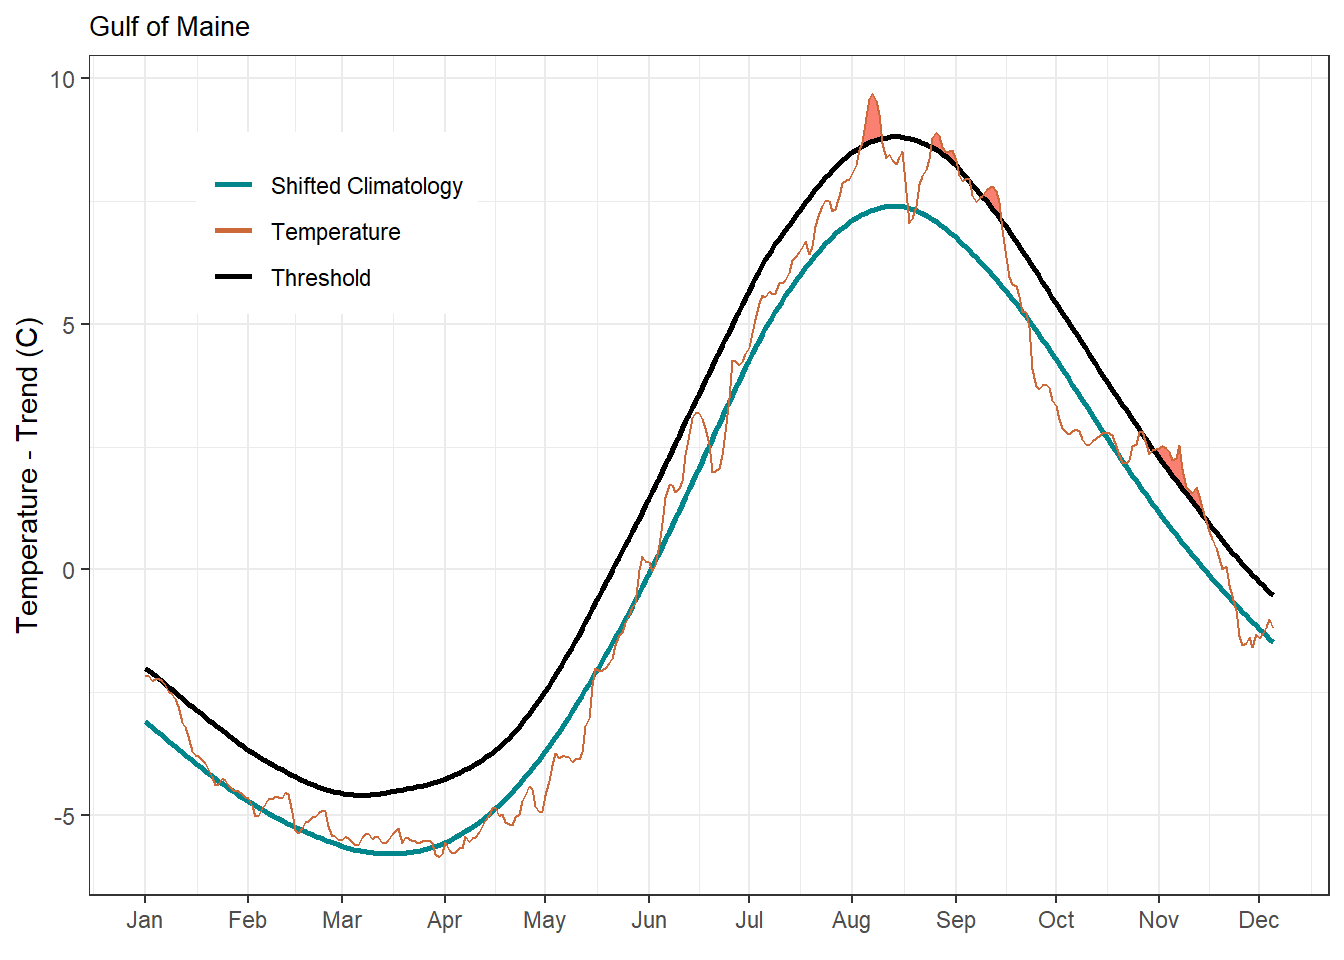 Gulf of Maine
10
5
0
-5
Temperature - Trend (C)
Shifted Climatology
Temperature
Threshold
Jan Feb Mar Apr May Jun Jul Aug Sep Oct Nov Dec